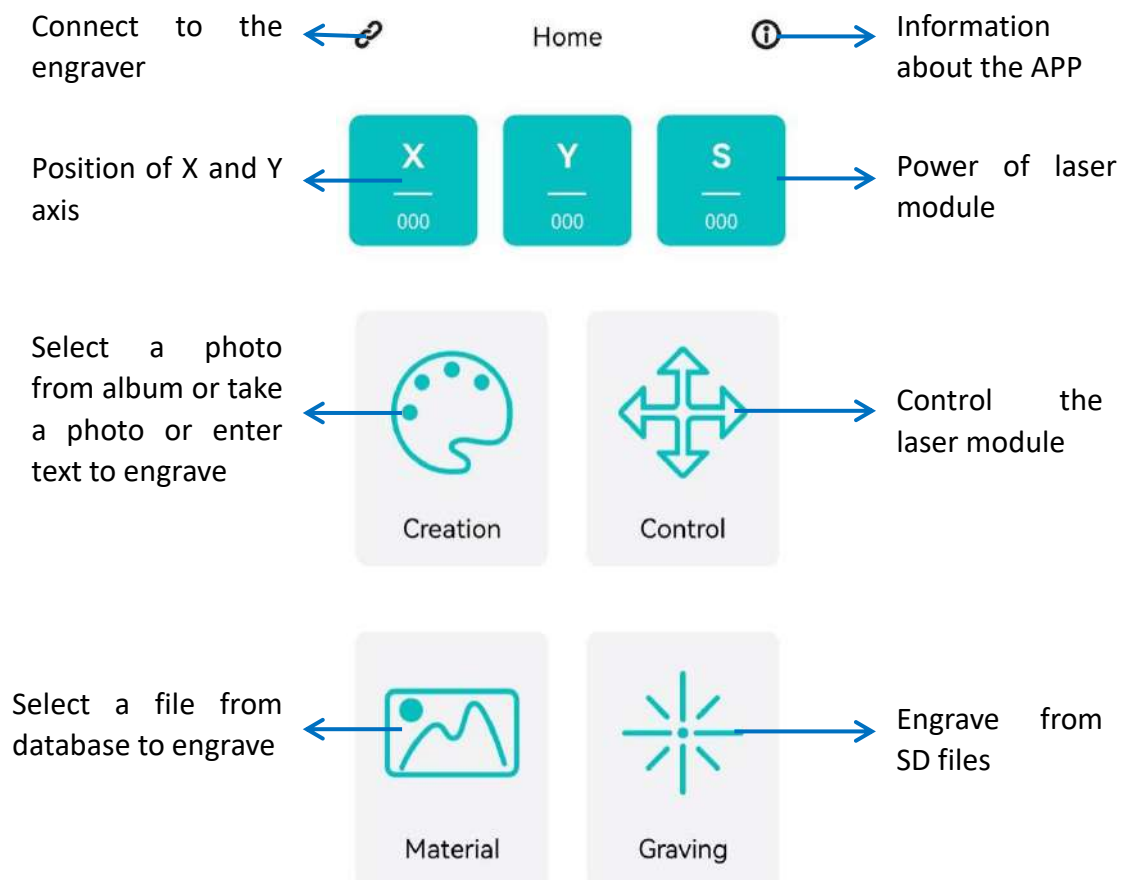 Connect to the
engraver
Home
Information
about the APP
Position of X and Y
axis
X
000
Y
000
S
000
Power of laser
module
Select a photo
from album or take
a photo or enter
text to engrave
Creation
Control
Control the
laser module
Select a file from
database to engrave
Material
Graving
Engrave from
SD files